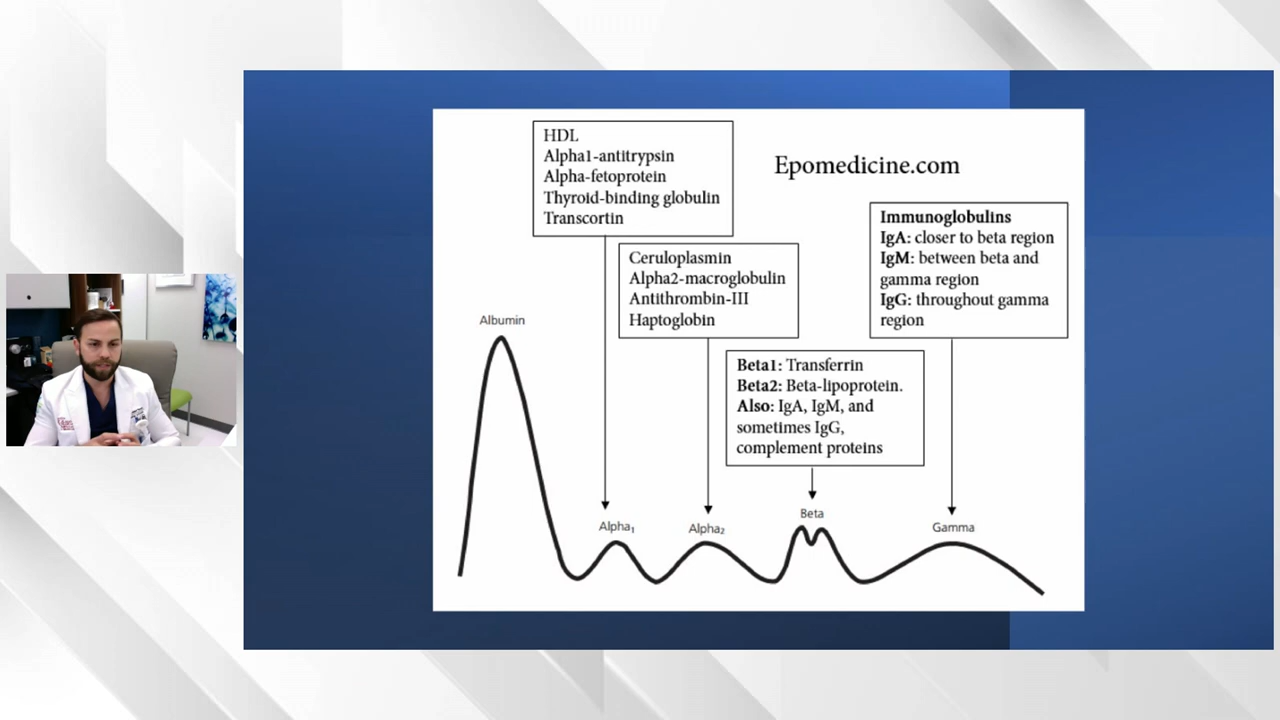 HDL
Alpha1-antitrypsin
Alpha-fetoprotein
Thyroid-binding globulin
Transcortin
Epomedicine.com
Immunoglobulins
IgA: closer to beta region
IgM: between beta and
gamma region
IgG: throughout gamma
region
Ceruloplasmin
Alpha2-macroglobulin
Antithrombin-III
Haptoglobin
Beta1: Transferrin
Beta2: Beta-lipoprotein.
Also: IgA, IgM, and
sometimes IgG,
complement proteins
Albumin
Alpha₁
Alpha₂
Beta
Gamma